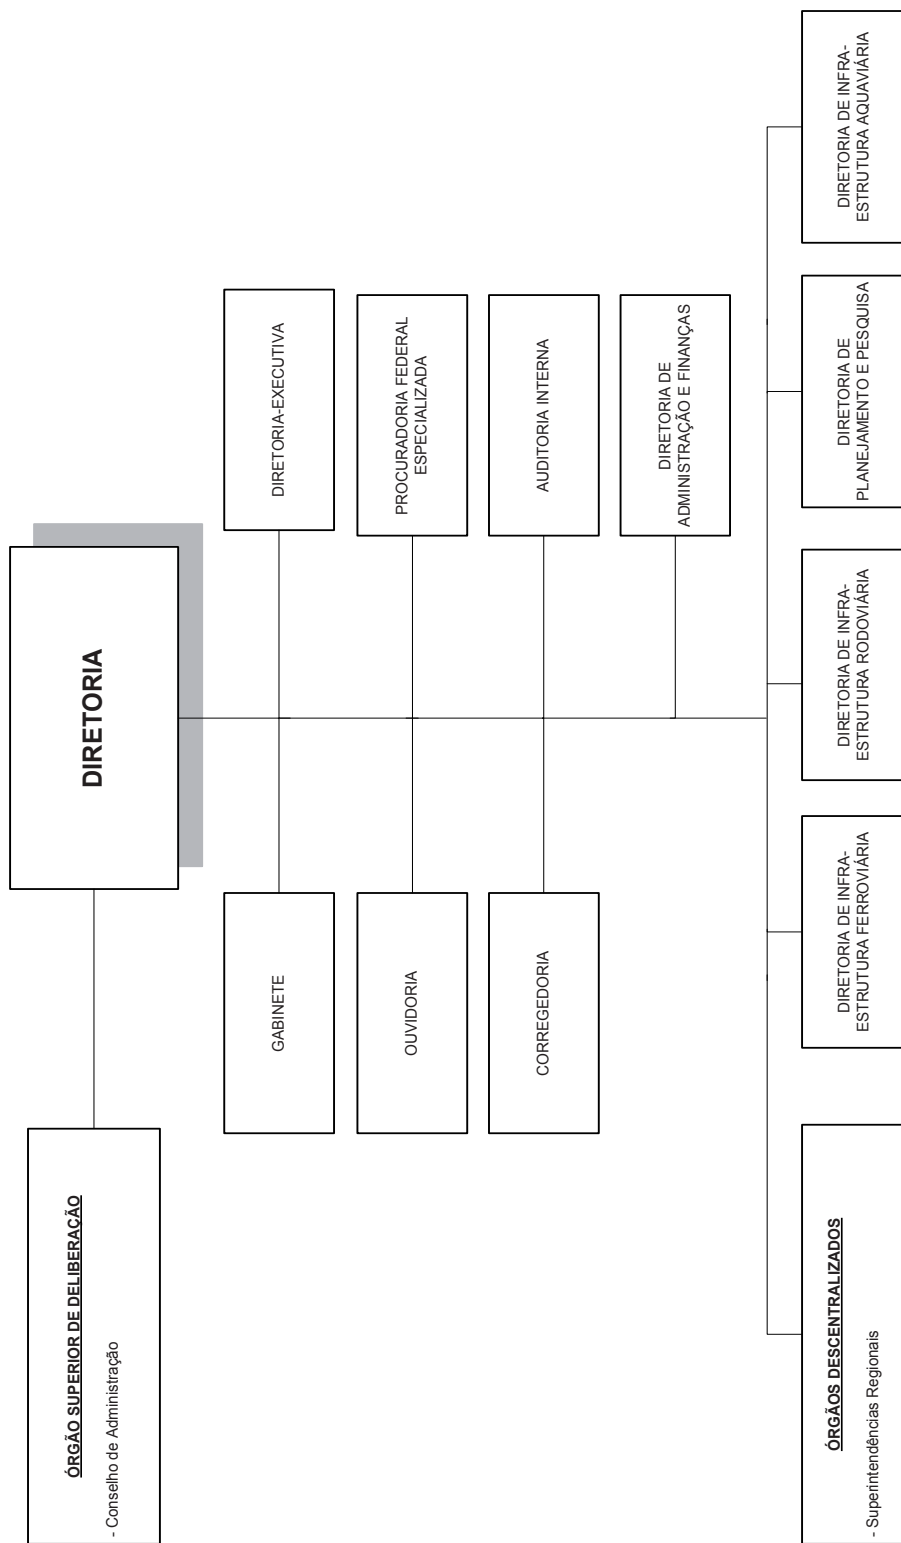 ÓRGÃO SUPERIOR DE DELIBERAÇÃO
- Conselho de Administração
DIRETORIA
GABINETE
DIRETORIA-EXECUTIVA
OUVIDORIA
PROCURADORIA FEDERAL
ESPECIALIZADA
CORREGEDORIA
AUDITORIA INTERNA
DIRETORIA DE
ADMINISTRAÇÃO E FINANÇAS
ÓRGÃOS DESCENTRALIZADOS
- Superintendências Regionais
DIRETORIA DE INFRA-
ESTRUTURA FERROVIÁRIA
DIRETORIA DE INFRA-
ESTRUTURA RODOVIÁRIA
DIRETORIA DE
PLANEJAMENTO E PESQUISA
DIRETORIA DE INFRA-
ESTRUTURA AQUAVIÁRIA